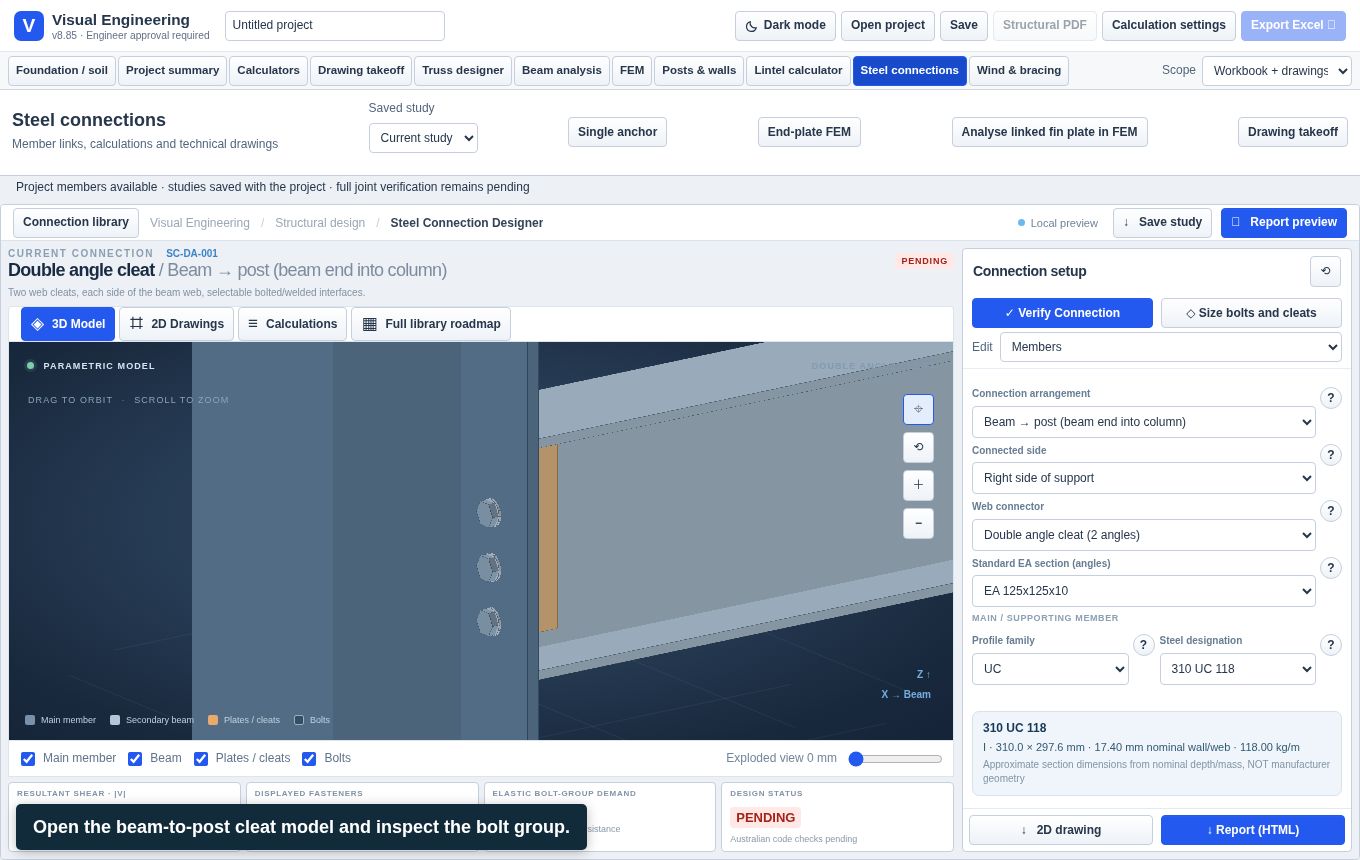 V Visual Engineering
v8.85 · Engineer approval required
Untitled project
Dark mode
Open project
Save
Structural PDF
Calculation settings
Export Excel
Foundation / soil
Project summary
Calculators
Drawing takeoff
Truss designer
Beam analysis
FEM
Posts & walls
Lintel calculator
Steel connections
Wind & bracing
Scope
Workbook + drawings
Steel connections
Member links, calculations and technical drawings
Saved study
Current study
Single anchor
End-plate FEM
Analyse linked fin plate in FEM
Drawing takeoff
Project members available · studies saved with the project · full joint verification remains pending
Connection library
Visual Engineering / Structural design / Steel Connection Designer
Local preview
↓ Save study
Report preview
CURRENT CONNECTION SC-DA-001
Double angle cleat / Beam → post (beam end into column)
PENDING
Two web cleats, each side of the beam web, selectable bolted/welded interfaces.
3D Model
2D Drawings
Calculations
Full library roadmap
PARAMETRIC MODEL
DRAG TO ORBIT · SCROLL TO ZOOM
DOUBLE
Z ↑
X → Beam
Main member
Secondary beam
Plates / cleats
Bolts
Main member
Beam
Plates / cleats
Bolts
Exploded view 0 mm
RESULTANT SHEAR · |V|
DISPLAYED FASTENERS
ELASTIC BOLT-GROUP DEMAND
DESIGN STATUS
PENDING
Australian code checks pending
Open the beam-to-post cleat model and inspect the bolt group.
Connection setup
✓ Verify Connection
◇ Size bolts and cleats
Edit
Members
Connection arrangement
?
Beam → post (beam end into column)
Connected side
?
Right side of support
Web connector
?
Double angle cleat (2 angles)
Standard EA section (angles)
?
EA 125x125x10
MAIN / SUPPORTING MEMBER
Profile family
?
Steel designation
?
UC
310 UC 118
310 UC 118
I · 310.0 × 297.6 mm · 17.40 mm nominal wall/web · 118.00 kg/m
Approximate section dimensions from nominal depth/mass, NOT manufacturer
geometry
↓ 2D drawing
↓ Report (HTML)